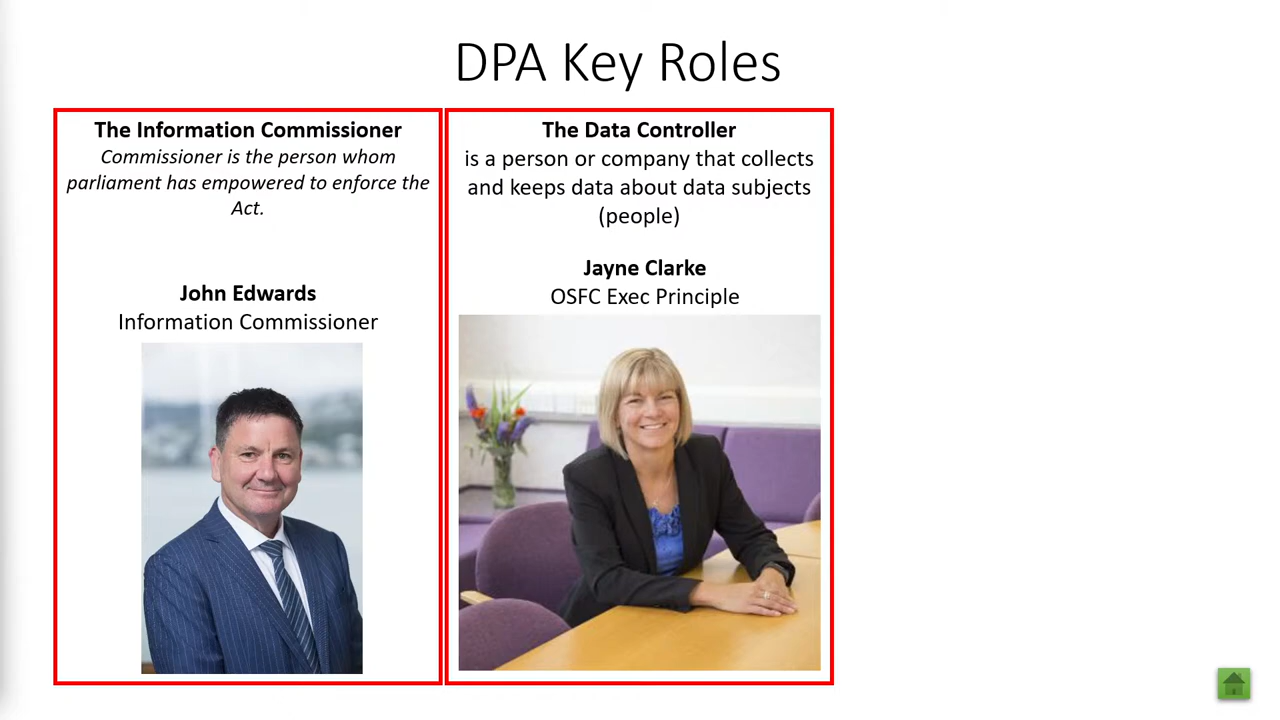 DPA Key Roles
The Information Commissioner
Commissioner is the person whom
parliament has empowered to enforce the
Act.
John Edwards
Information Commissioner
The Data Controller
is a person or company that collects
and keeps data about data subjects
(people)
Jayne Clarke
OSFC Exec Principle